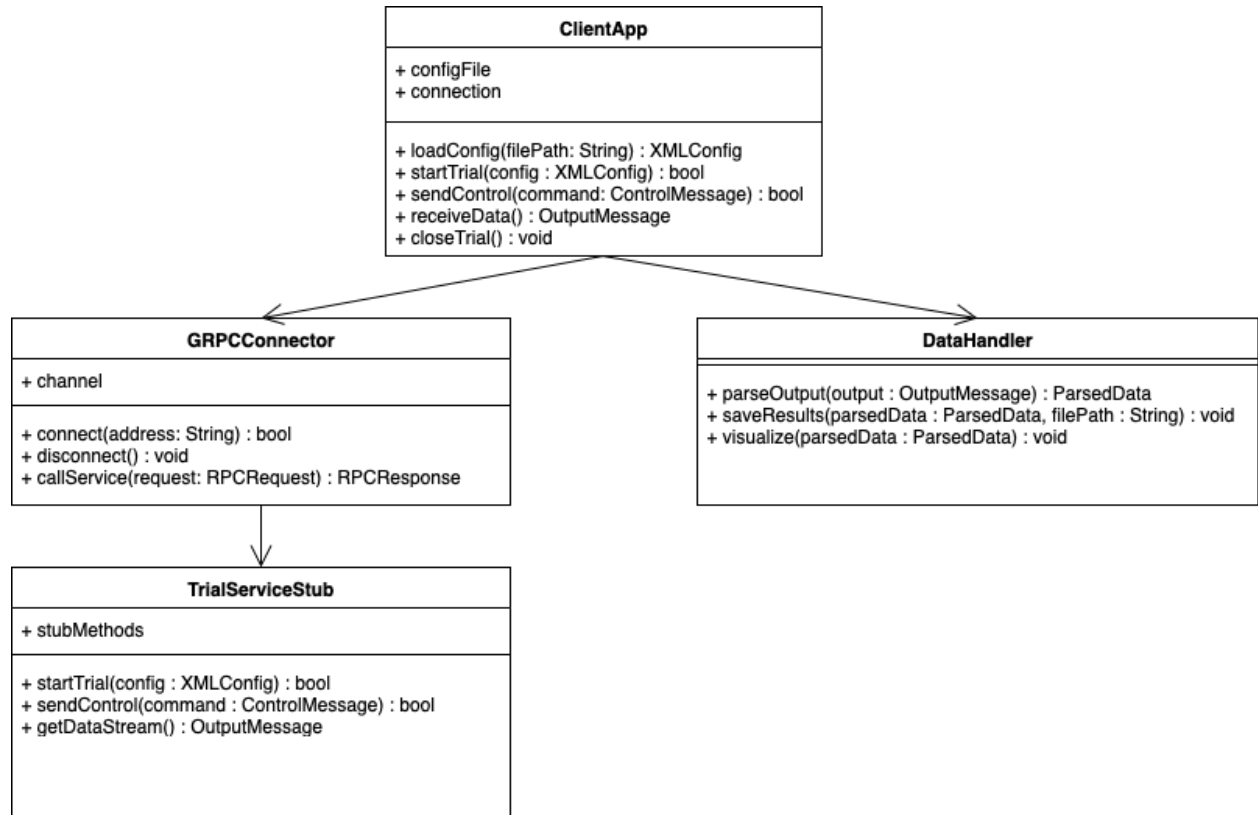 ClientApp
+ configFile
+ connection
+ loadConfig(filePath: String) : XMLConfig
+ startTrial(config : XMLConfig) : bool
+ sendControl(command: ControlMessage) : bool
+ receiveData() : OutputMessage
+ closeTrial() : void
GRPCConnector
+ channel
+ connect(address: String) : bool
+ disconnect() : void
+ callService(request: RPCRequest) : RPCResponse
DataHandler
+ parseOutput(output : OutputMessage) : ParsedData
+ saveResults(parsedData : ParsedData, filePath : String) : void
+ visualize(parsedData : ParsedData) : void
TrialServiceStub
+ stubMethods
+ startTrial(config : XMLConfig) : bool
+ sendControl(command : ControlMessage) : bool
+ getDataStream() : OutputMessage